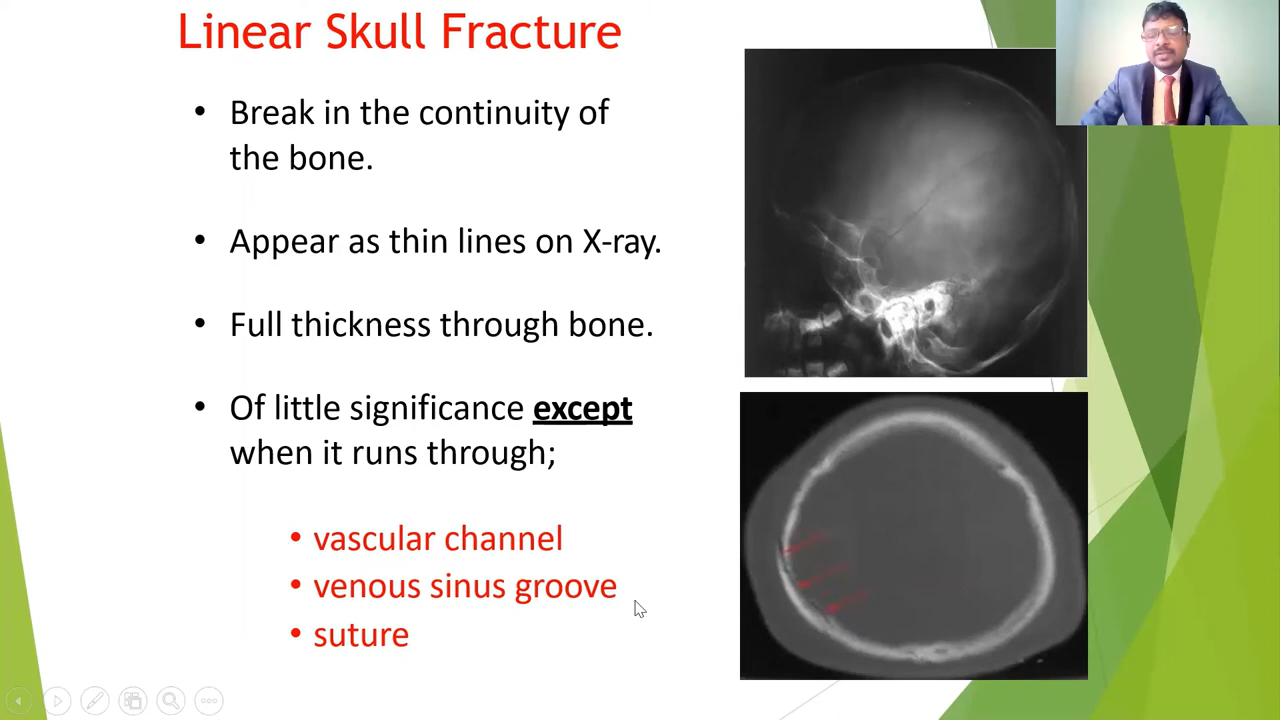 Linear Skull Fracture
• Break in the continuity of
the bone.
• Appear as thin lines on X-ray.
• Full thickness through bone.
• Of little significance except
when it runs through;
• vascular channel
• venous sinus groove
• suture